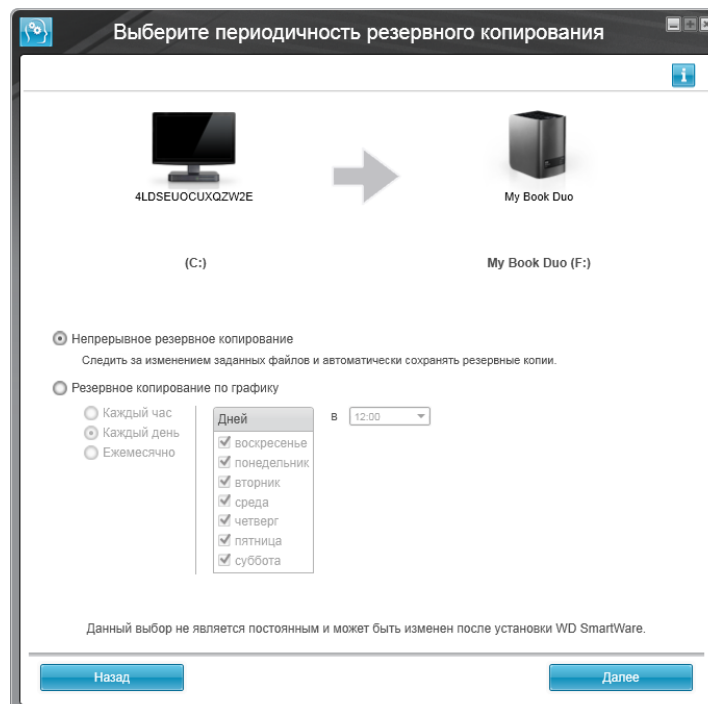 Выберите периодичность резервного копирования
4LDSEUOCUXQZW2E
My Book Duo
(C:)
My Book Duo (F:)
Непрерывное резервное копирование
Следить за изменением заданных файлов и автоматически сохранять резервные копии.
Резервное копирование по графику
Каждый час
Каждый день
Ежемесячно
Дней
воскресенье
понедельник
вторник
среда
четверг
пятница
суббота
в 12:00
Данный выбор не является постоянным и может быть изменен после установки WD SmartWare.
Назад
Далее